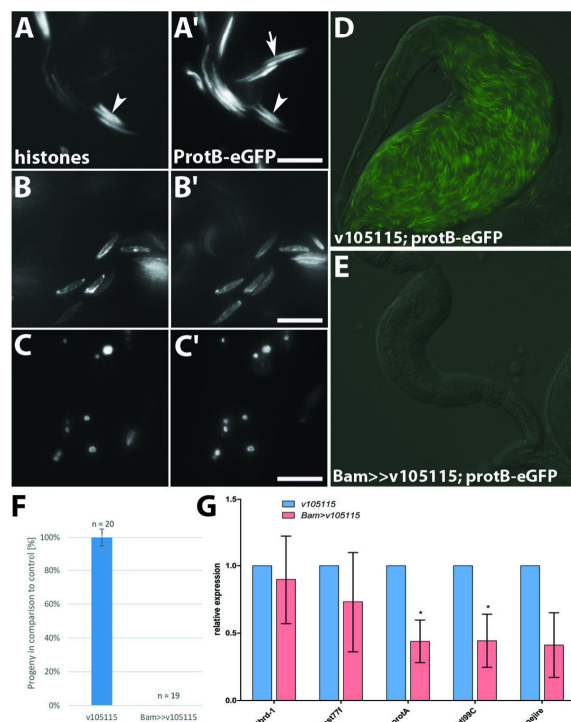 A
A'
D
histones
ProtB-eGFP
B
B'
v105115; protB-eGFP
E
C
C'
Bam>>v105115; protB-eGFP
F
n = 20
100%
80%
60%
40%
20%
0%
Progeny in comparison to control [%]
n = 19
v105115
Bam>>v105115
G
v105115
Bam>v105115
1.5
1.0
0.5
0.0
relative expression
*
*